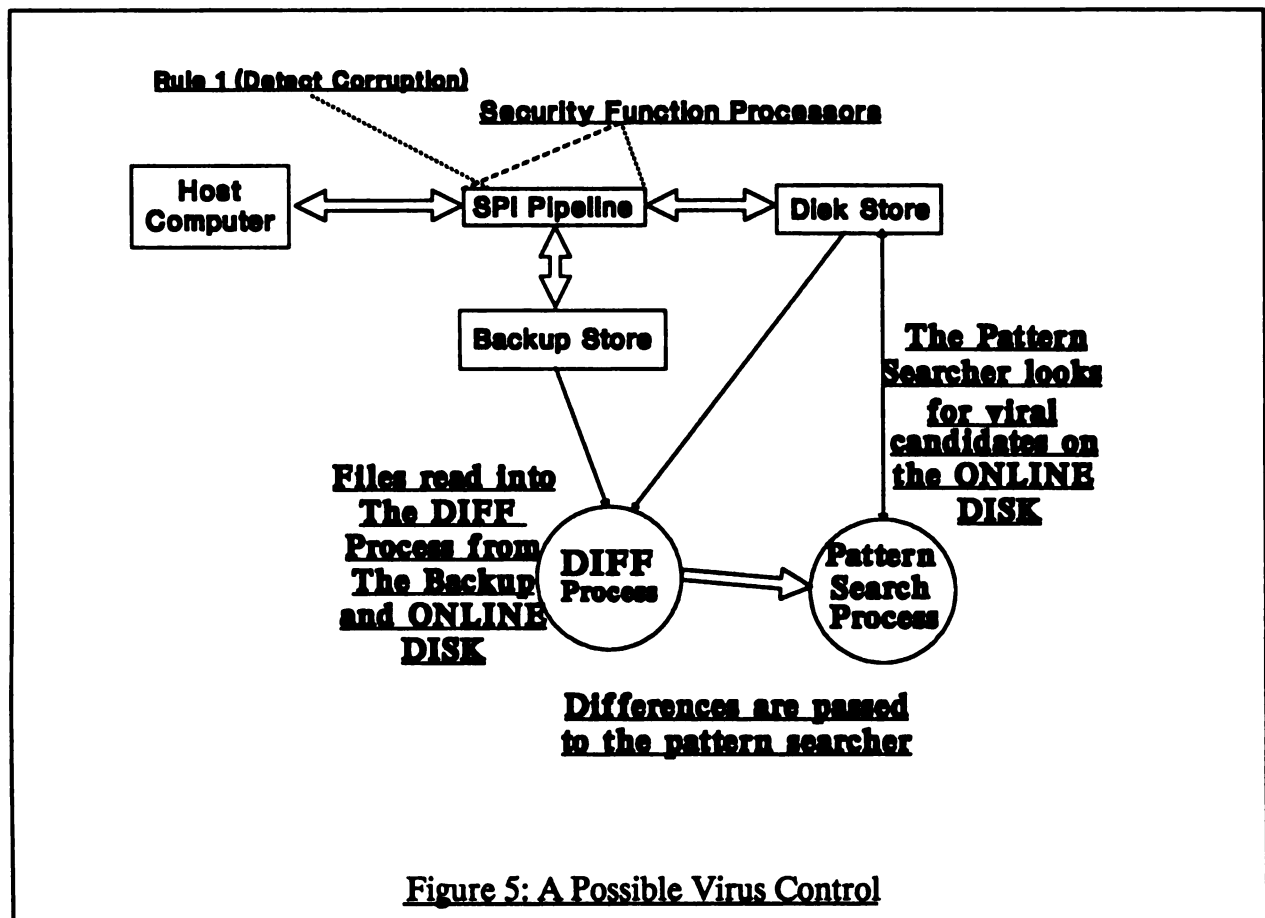 Rule 1 (Detect Corruption)
Security Function Processors
Host
Computer
SPI Pipeline
Disk Store
Backup Store
The Pattern
Searcher looks
for viral
candidates on
the ONLINE
DISK
Files read into
The DIFF
Process from
The Backup
and ONLINE
DISK
DIFF
Process
Pattern
Search
Process
Differences are passed
to the pattern searcher
Figure 5: A Possible Virus Control